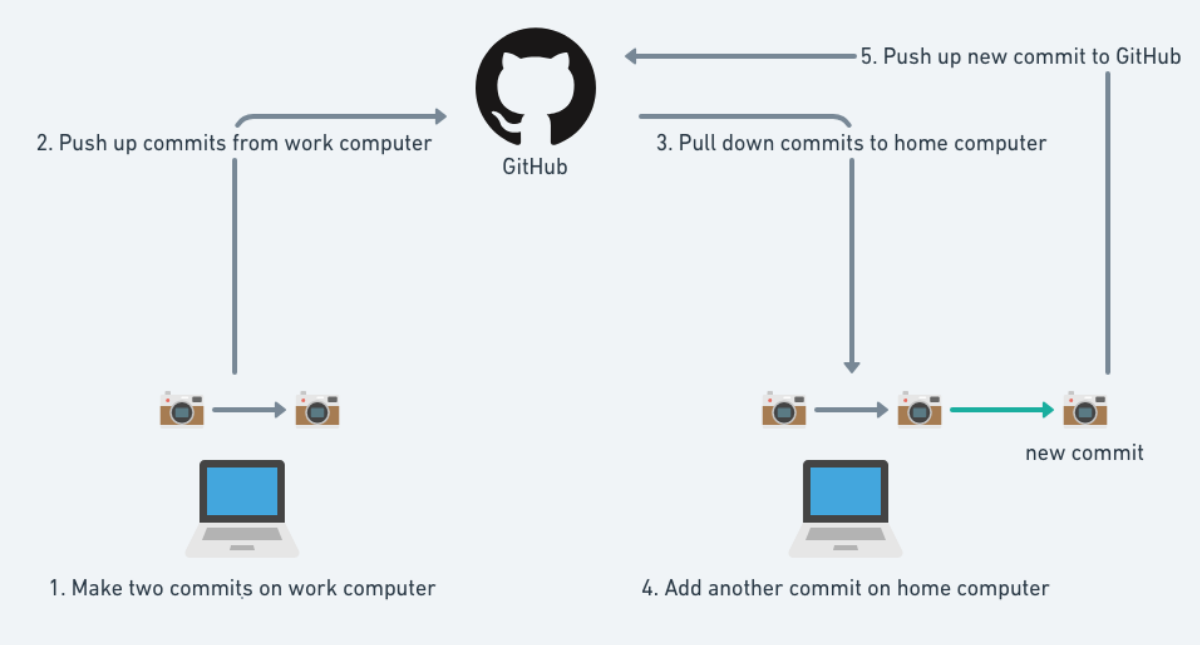 5. Push up new commit to GitHub
2. Push up commits from work computer
3. Pull down commits to home computer
GitHub
new commit
1. Make two commits on work computer
4. Add another commit on home computer